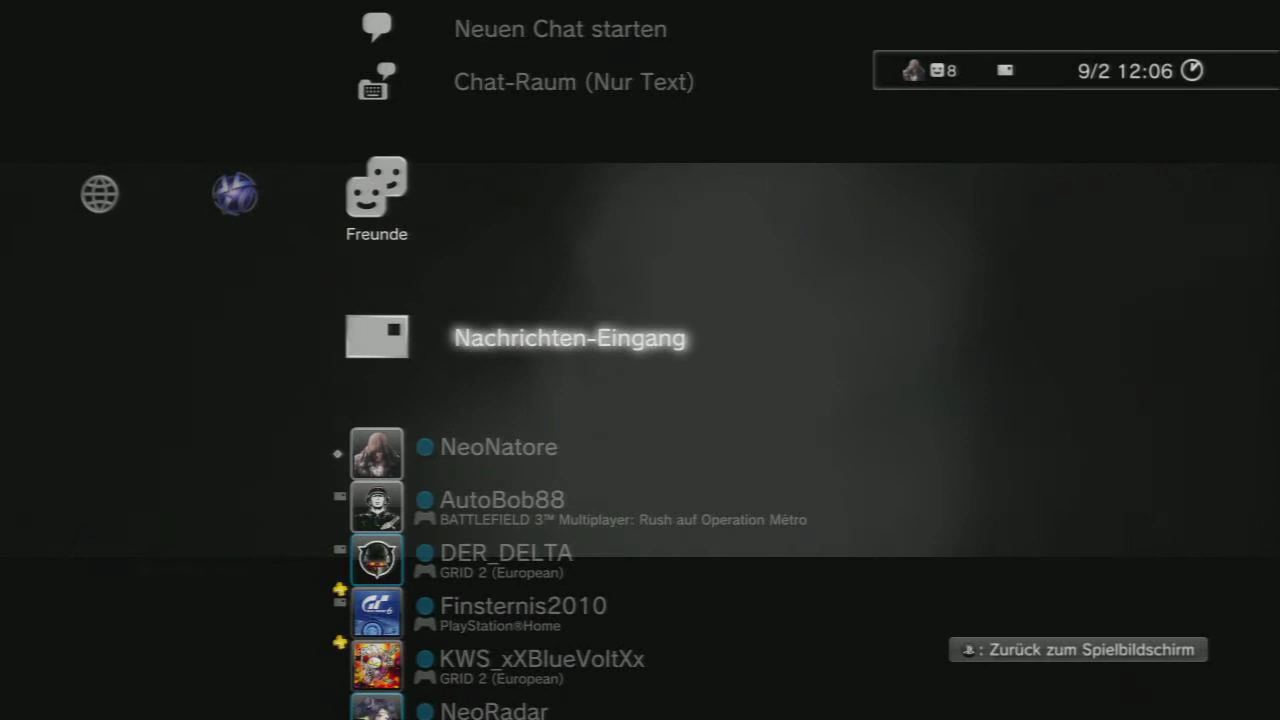 Neuen Chat starten
Chat-Raum (Nur Text)
8
9/2 12:06
Freunde
Nachrichten-Eingang
NeoNatore
AutoBob88
BATTLEFIELD 3™ Multiplayer: Rush auf Operation Métro
DER_DELTA
GRID 2 (European)
Finsternis2010
PlayStation®Home
KWS_xXBlueVoltXx
GRID 2 (European)
NeoRadar
: Zurück zum Spielbildschirm